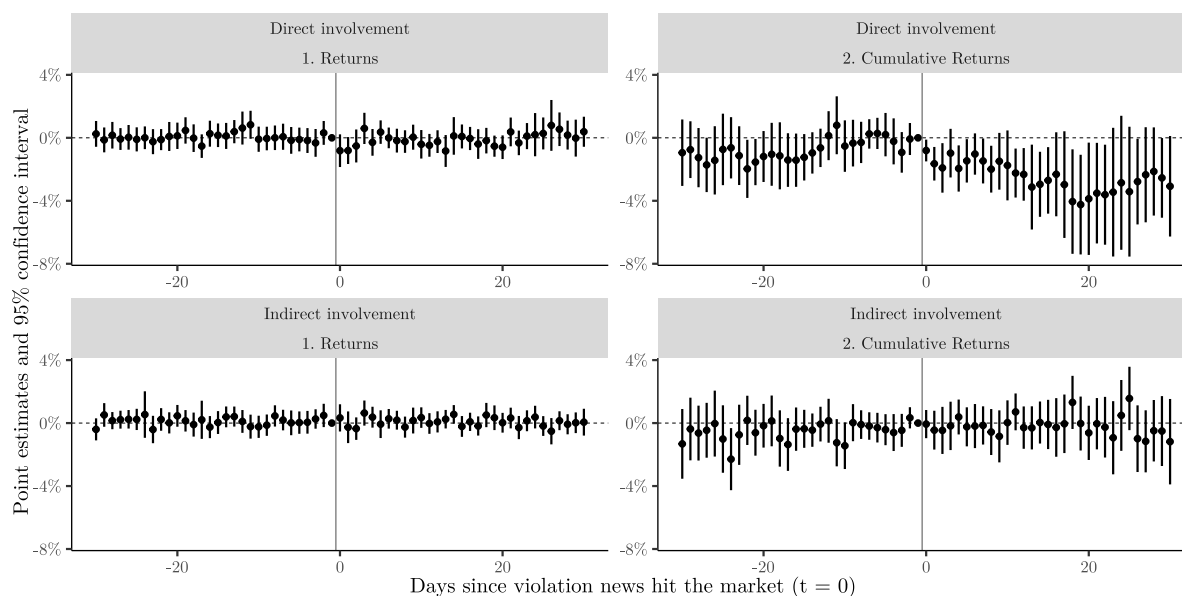 Direct involvement
1. Returns
Direct involvement
2. Cumulative Returns
4%
0%
-4%
-8%
-20
0
20
4%
0%
-4%
-8%
-20
0
20
Indirect involvement
1. Returns
Indirect involvement
2. Cumulative Returns
4%
0%
-4%
-8%
-20
0
20
4%
0%
-4%
-8%
-20
0
20
Point estimates and 95% confidence interval
Days since violation news hit the market (t = 0)